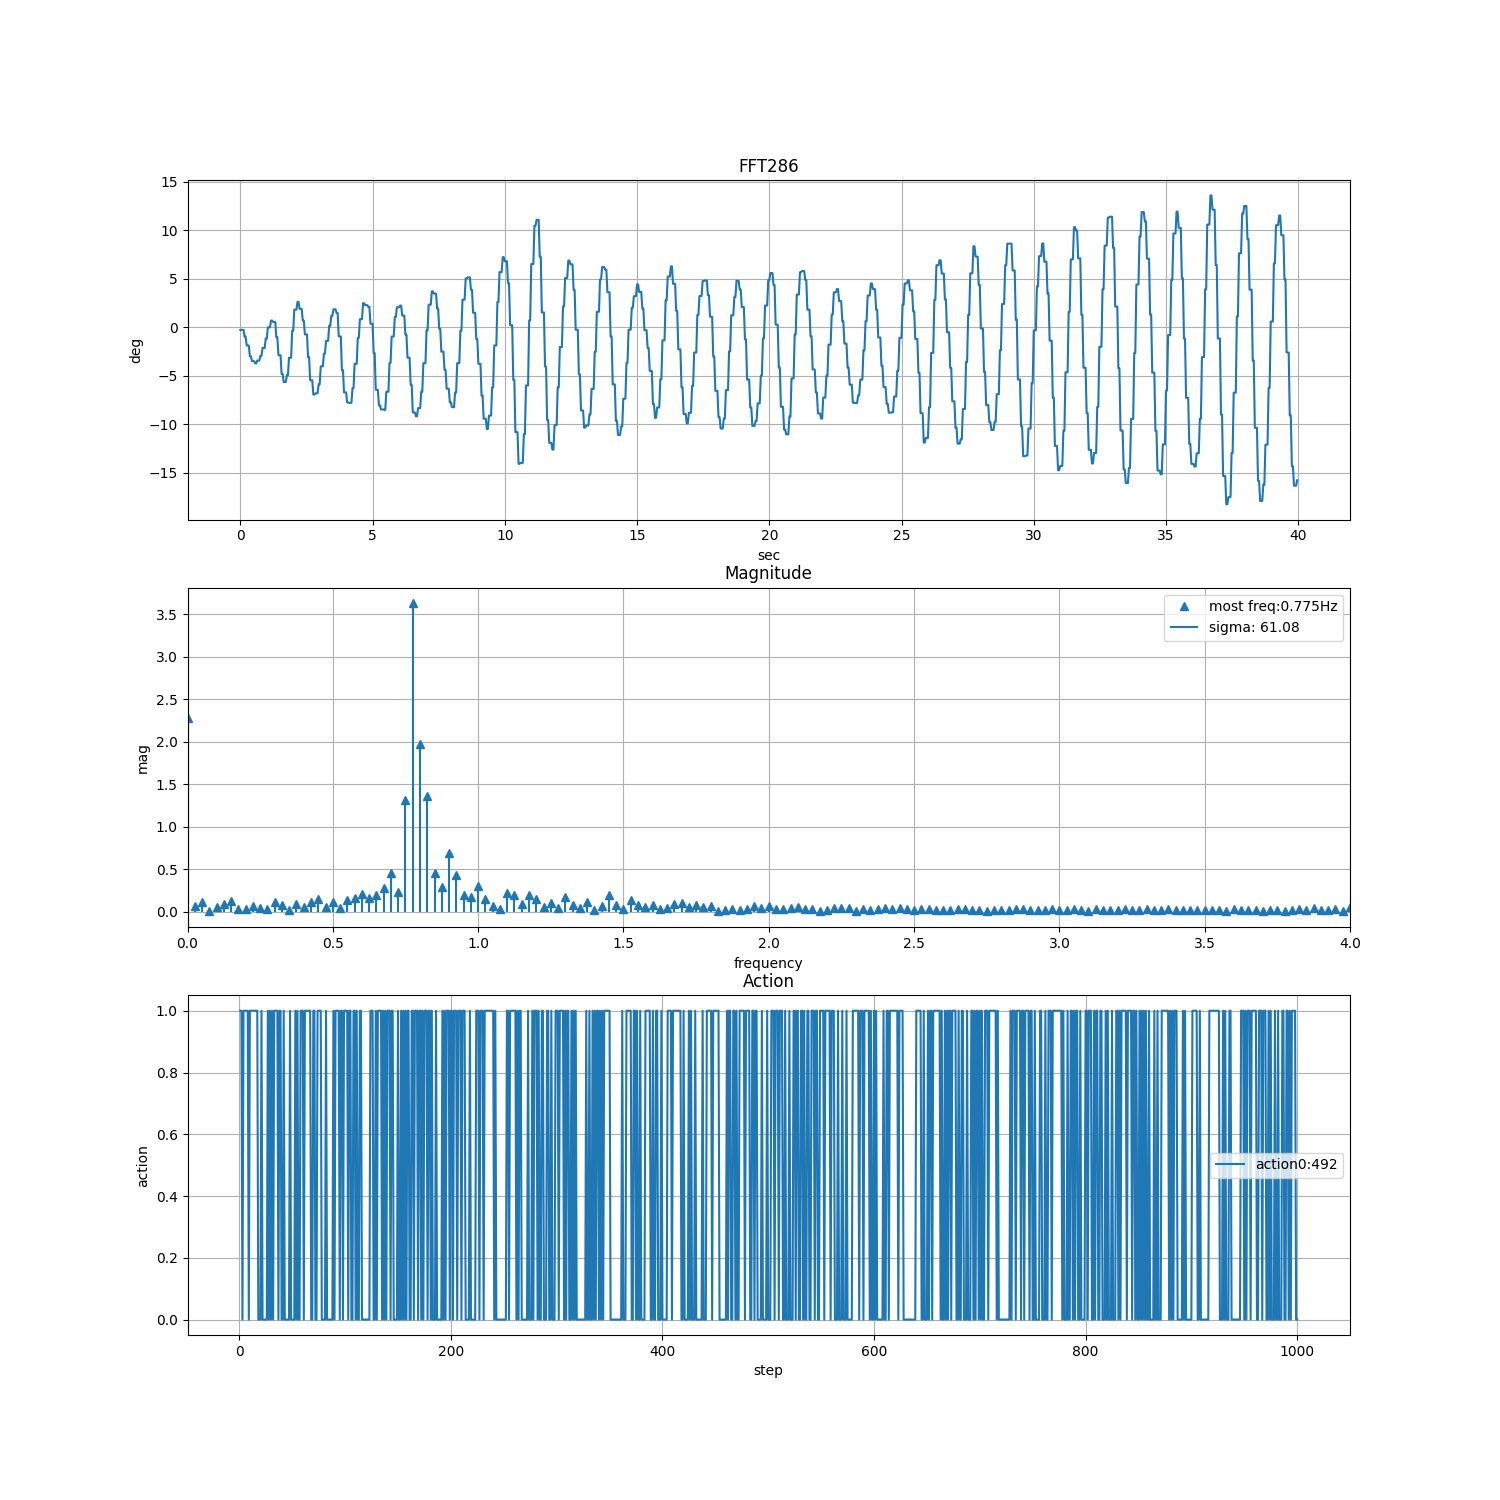 FFT286
15
10
5
0
−5
−10
−15
deg
0 5 10 15 20 25 30 35 40
sec
Magnitude
3.5
3.0
2.5
2.0
1.5
1.0
0.5
0.0
mag
most freq:0.775Hz
sigma: 61.08
0.0 0.5 1.0 1.5 2.0 2.5 3.0 3.5 4.0
frequency
Action
1.0
0.8
0.6
0.4
0.2
0.0
action
action0:492
0 200 400 600 800 1000
step